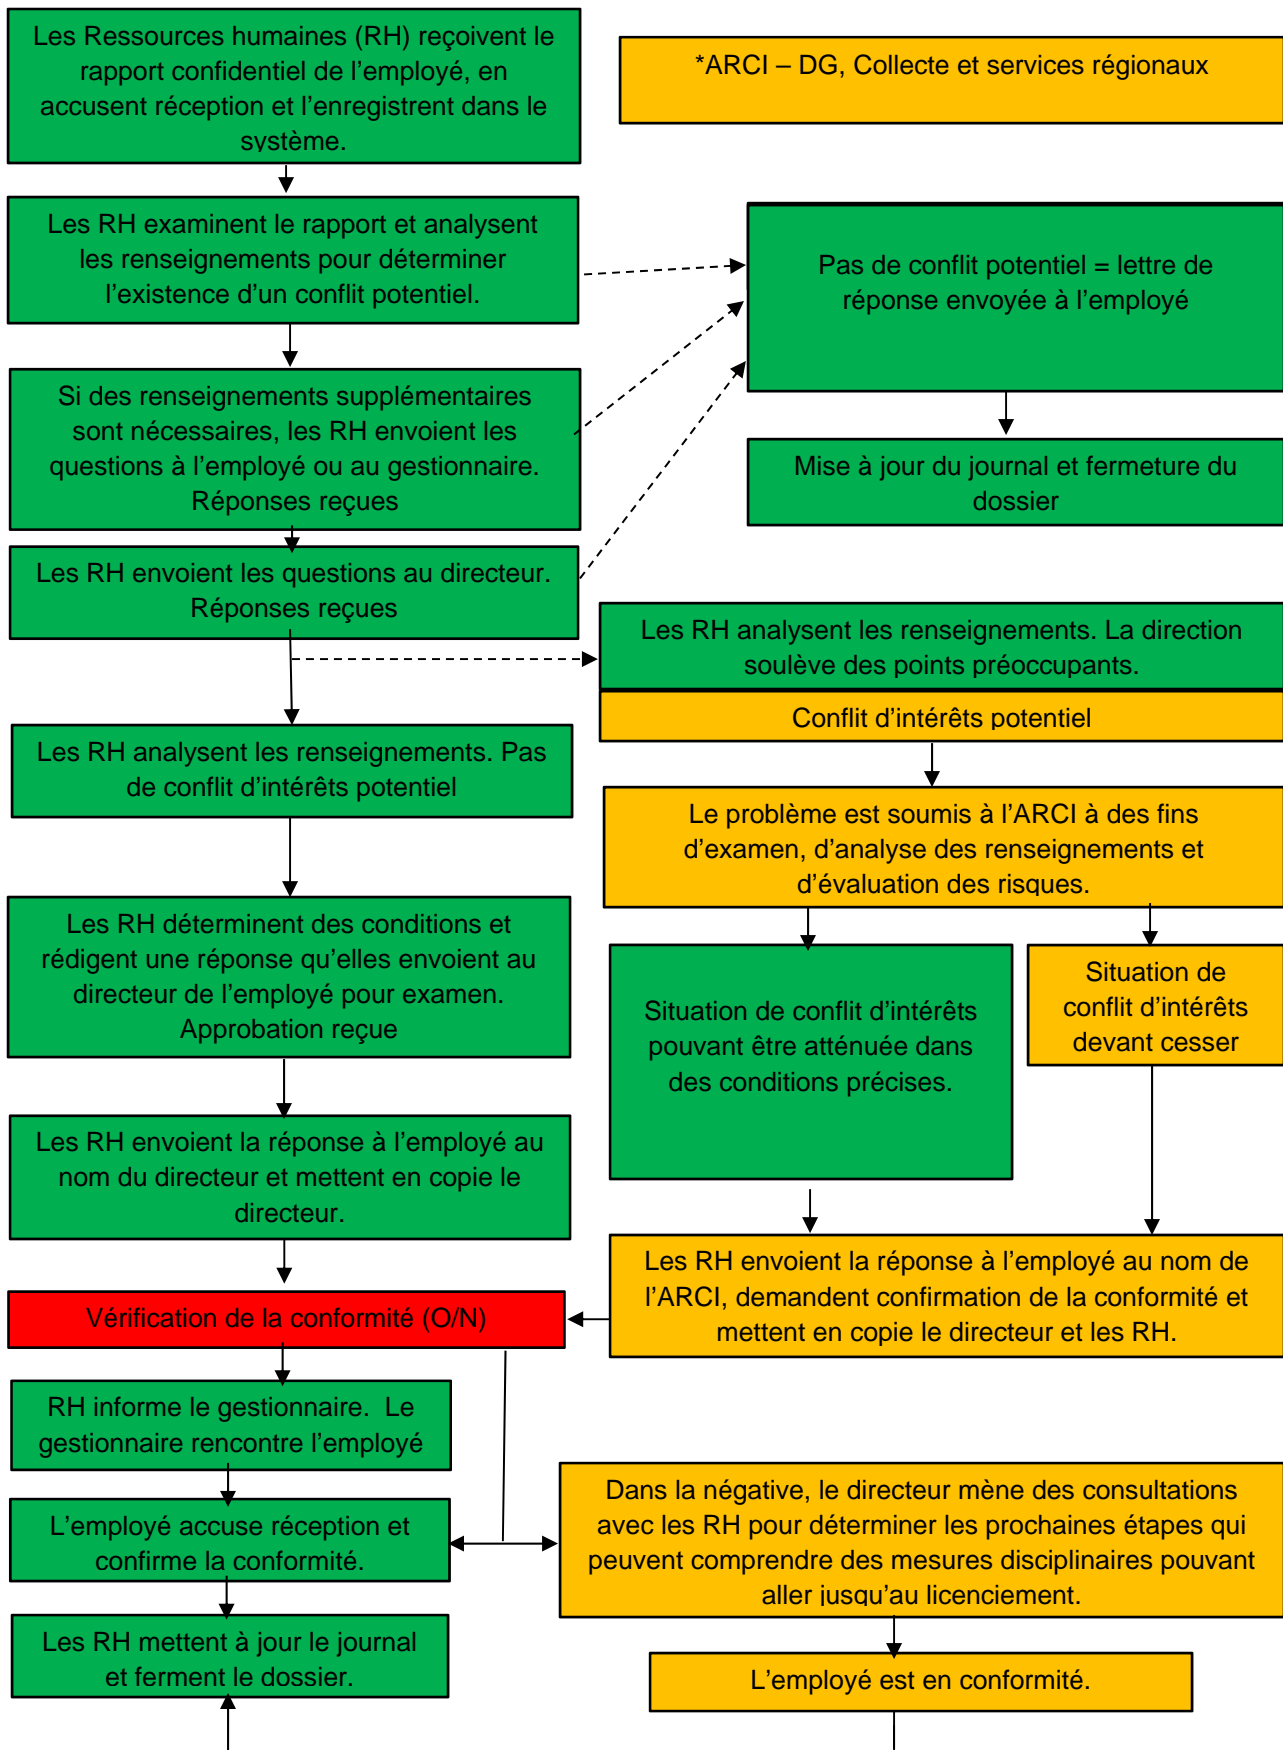 Les Ressources humaines (RH) reçoivent le
rapport confidentiel de l'employé, en
accusent réception et l'enregistrent dans le
système.
*ARCI – DG, Collecte et services régionaux
Les RH examinent le rapport et analysent
les renseignements pour déterminer
l'existence d'un conflit potentiel.
Pas de conflit potentiel = lettre de
réponse envoyée à l'employé
Si des renseignements supplémentaires
sont nécessaires, les RH envoient les
questions à l'employé ou au gestionnaire.
Réponses reçues
Mise à jour du journal et fermeture du
dossier
Les RH envoient les questions au directeur.
Réponses reçues
Les RH analysent les renseignements. La direction
soulève des points préoccupants.
Conflit d'intérêts potentiel
Les RH analysent les renseignements. Pas
de conflit d'intérêts potentiel
Le problème est soumis à l'ARCI à des fins
d'examen, d'analyse des renseignements et
d'évaluation des risques.
Les RH déterminent des conditions et
rédigent une réponse qu'elles envoient au
directeur de l'employé pour examen.
Approbation reçue
Situation de conflit d'intérêts
pouvant être atténuée dans
des conditions précises.
Situation de
conflit d'intérêts
devant cesser
Les RH envoient la réponse à l'employé au
nom du directeur et mettent en copie le
directeur.
Les RH envoient la réponse à l'employé au nom de
l'ARCI, demandent confirmation de la conformité et
mettent en copie le directeur et les RH.
Vérification de la conformité (O/N)
RH informe le gestionnaire.  Le
gestionnaire rencontre l'employé
L'employé accuse réception et
confirme la conformité.
Dans la négative, le directeur mène des consultations
avec les RH pour déterminer les prochaines étapes qui
peuvent comprendre des mesures disciplinaires pouvant
aller jusqu'au licenciement.
Les RH mettent à jour le journal
et ferment le dossier.
L'employé est en conformité.